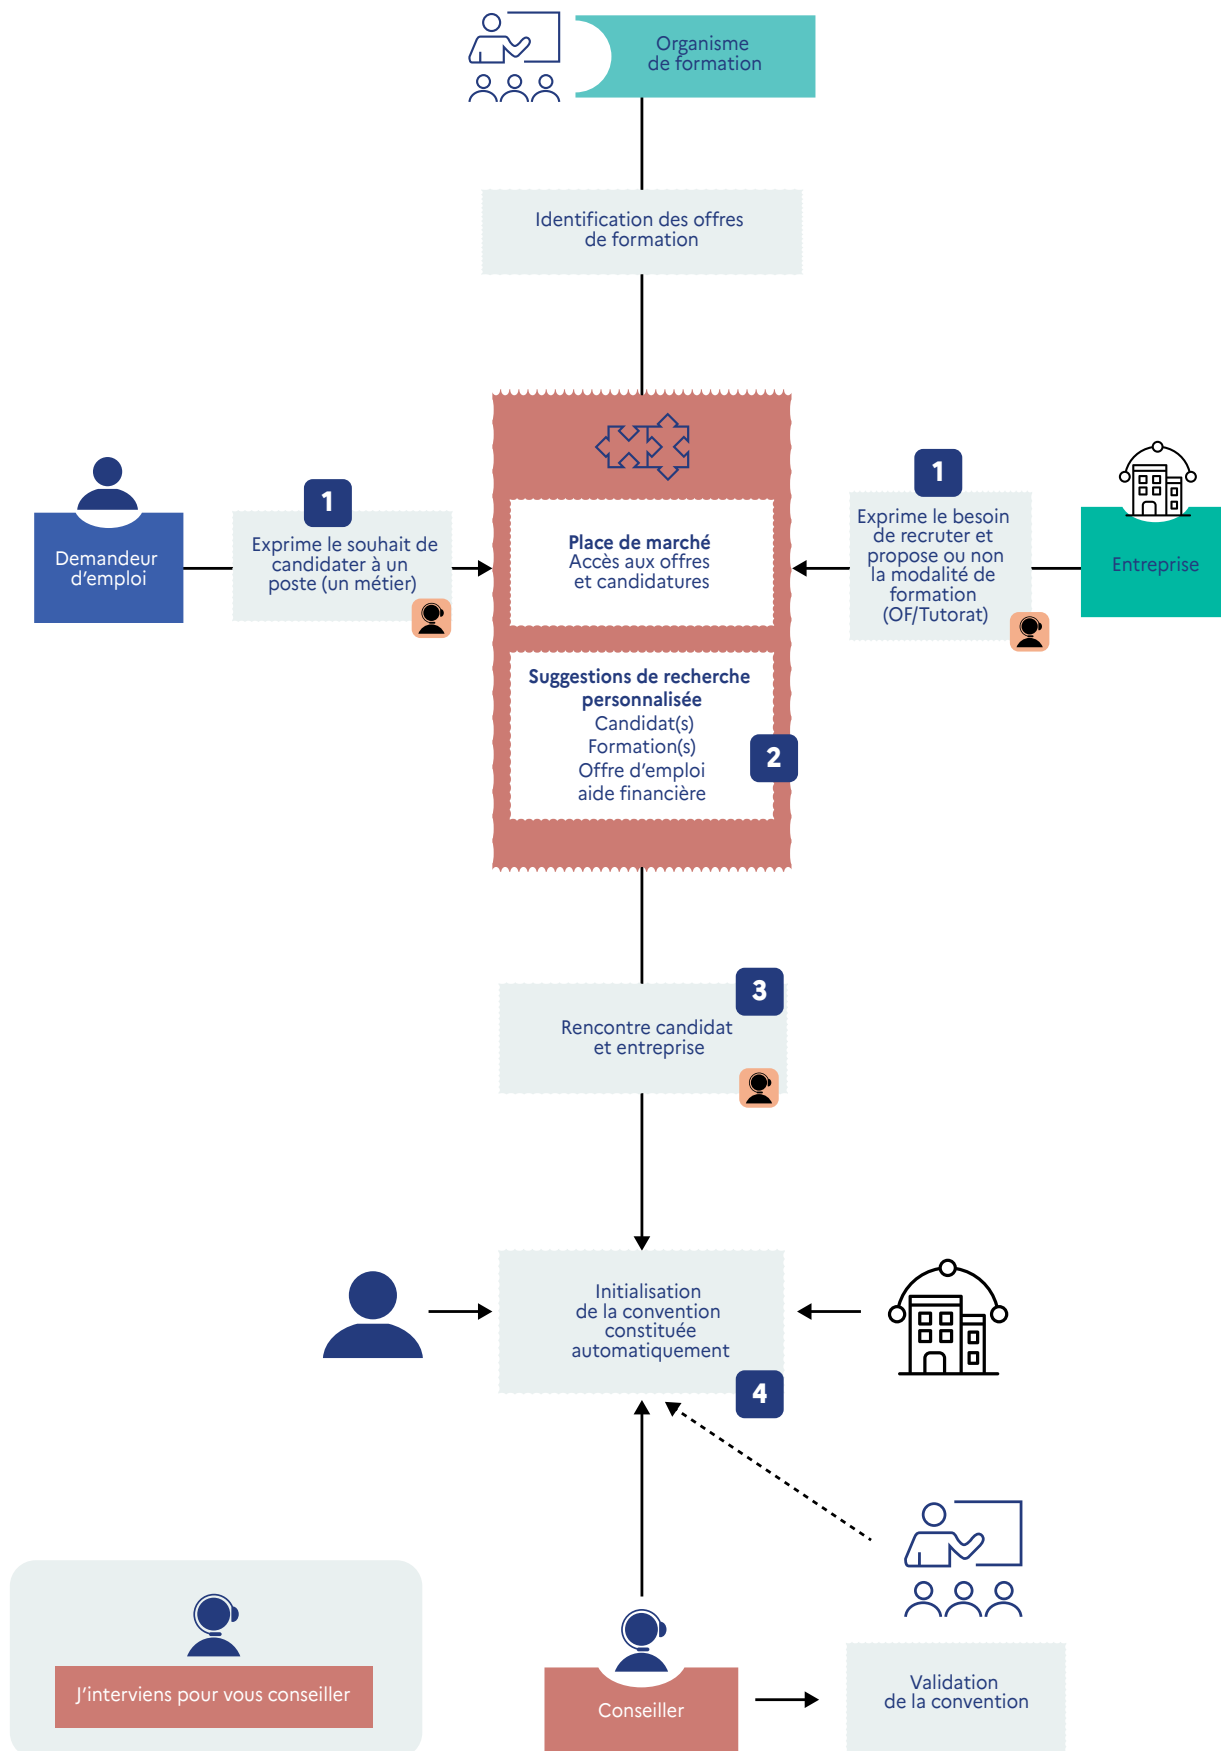 Organisme
de formation
Identification des offres
de formation
1
Exprime le souhait de
candidater à un
poste (un métier)
Demandeur
d'emploi
Place de marché
Accès aux offres
et candidatures
1
Exprime le besoin
de recruter et
propose ou non
la modalité de
formation
(OF/Tutorat)
Entreprise
Suggestions de recherche
personnalisée
Candidat(s)
Formation(s)
Offre d'emploi
aide financière
2
3
Rencontre candidat
et entreprise
Initialisation
de la convention
constituée
automatiquement
4
J'interviens pour vous conseiller
Conseiller
Validation
de la convention